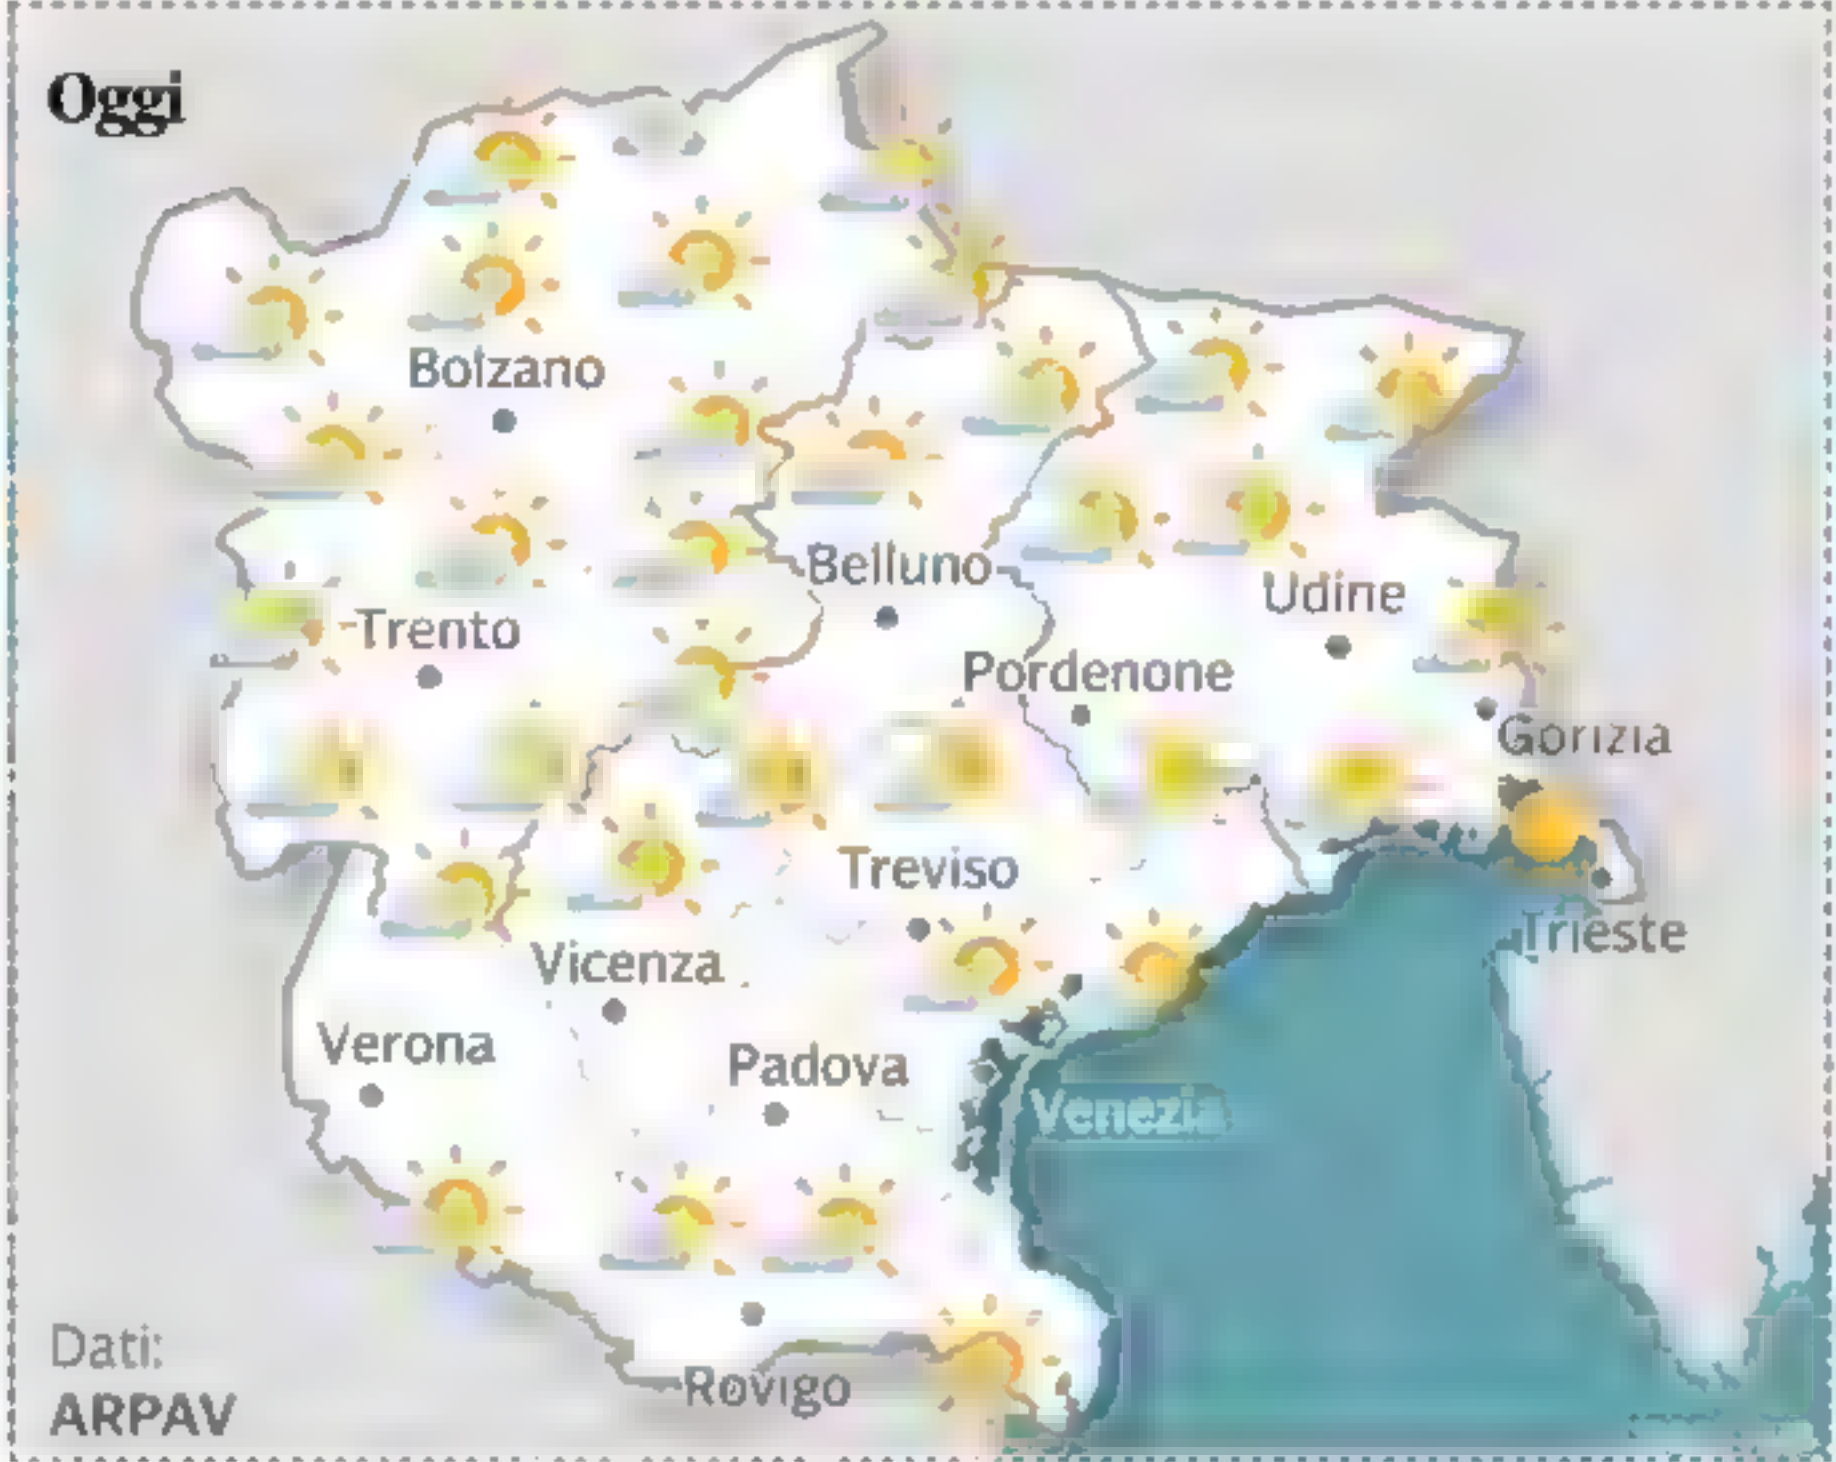 Oggi
Bolzano
Belluno
Udine
Trento
Pordenone
Gorizia
Treviso
Trieste
Vicenza
Verona
Padova
Venezia
Dati:
Rovigo
ARPAV